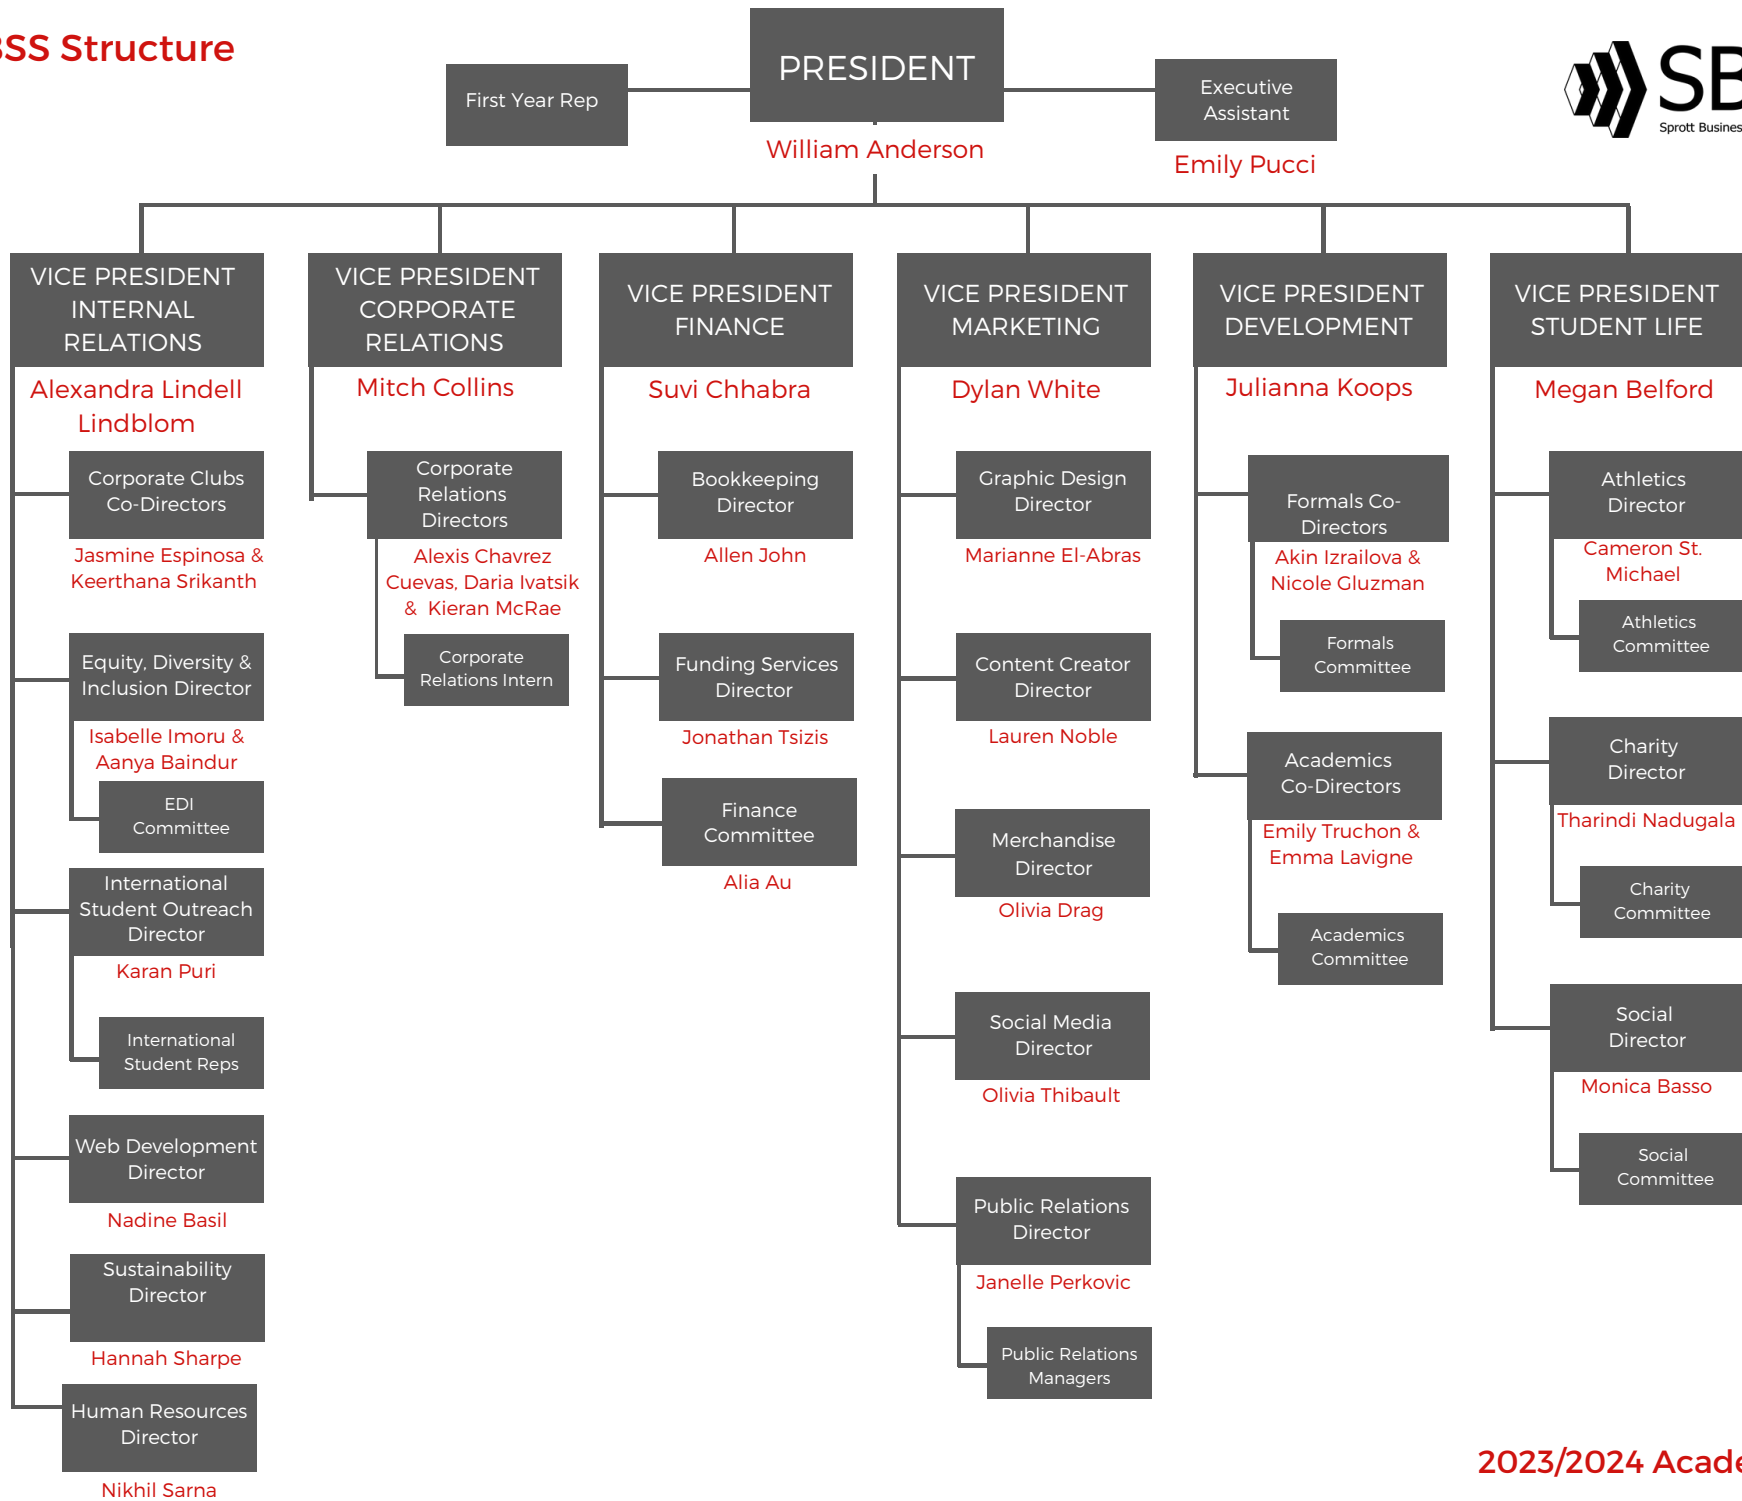 BSS Structure
PRESIDENT
William Anderson
First Year Rep
Executive
Assistant
Emily Pucci
SB
Sprott Busines
VICE PRESIDENT
INTERNAL
RELATIONS
Alexandra Lindell
Lindblom
Corporate Clubs
Co-Directors
Jasmine Espinosa &
Keerthana Srikanth
Equity, Diversity &
Inclusion Director
Isabelle Imoru &
Aanya Baindur
EDI
Committee
International
Student Outreach
Director
Karan Puri
International
Student Reps
Web Development
Director
Nadine Basil
Sustainability
Director
Hannah Sharpe
Human Resources
Director
Nikhil Sarna
VICE PRESIDENT
CORPORATE
RELATIONS
Mitch Collins
Corporate
Relations
Directors
Alexis Chavrez
Cuevas, Daria Ivatsik
& Kieran McRae
Corporate
Relations Intern
VICE PRESIDENT
FINANCE
Suvi Chhabra
Bookkeeping
Director
Allen John
Funding Services
Director
Jonathan Tsizis
Finance
Committee
Alia Au
VICE PRESIDENT
MARKETING
Dylan White
Graphic Design
Director
Marianne El-Abras
Content Creator
Director
Lauren Noble
Merchandise
Director
Olivia Drag
Social Media
Director
Olivia Thibault
Public Relations
Director
Janelle Perkovic
Public Relations
Managers
VICE PRESIDENT
DEVELOPMENT
Julianna Koops
Formals Co-
Directors
Akin Izrailova &
Nicole Gluzman
Formals
Committee
Academics
Co-Directors
Emily Truchon &
Emma Lavigne
Academics
Committee
VICE PRESIDENT
STUDENT LIFE
Megan Belford
Athletics
Director
Cameron St.
Michael
Athletics
Committee
Charity
Director
Tharindi Nadugala
Charity
Committee
Social
Director
Monica Basso
Social
Committee
2023/2024 Acade